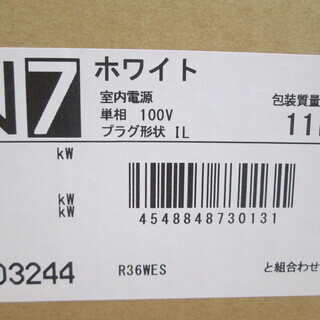 N7
ホワイト
室内電源
単相 100V
プラグ形状 IL
包装質量
11
kW
kW
kW
4548848730131
03244
R36WES
と組合わせ